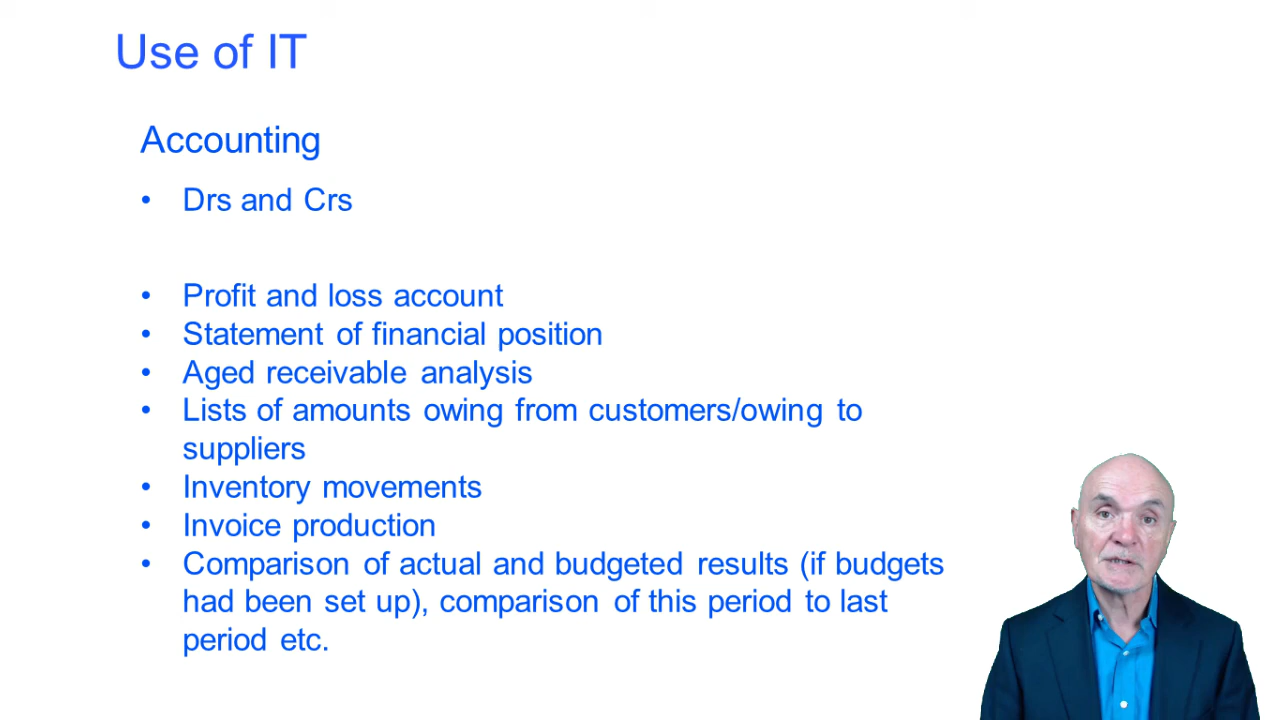 Use of IT
Accounting
• Drs and Crs
• Profit and loss account
• Statement of financial position
• Aged receivable analysis
• Lists of amounts owing from customers/owing to
suppliers
• Inventory movements
• Invoice production
• Comparison of actual and budgeted results (if budgets
had been set up), comparison of this period to last
period etc.